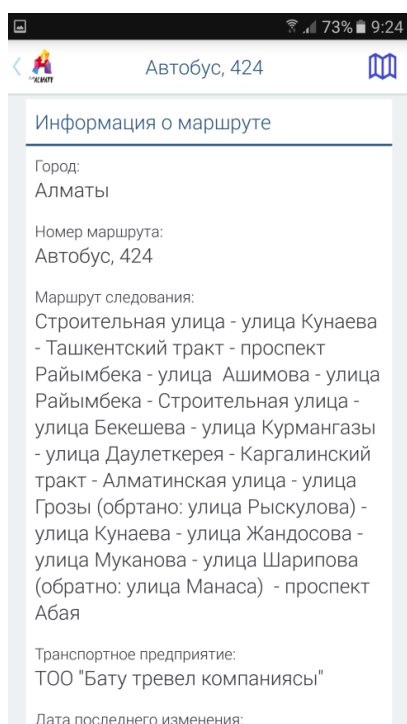 73% 9:24
Автобус, 424
Информация о маршруте
Город:
Алматы
Номер маршрута:
Автобус, 424
Маршрут следования:
Строительная улица - улица Кунаева
- Ташкентский тракт - проспект
Райымбека - улица Ашимова - улица
Райымбека - Строительная улица -
улица Бекешева - улица Курмангазы
- улица Даулеткерея - Каргалинский
тракт - Алматинская улица - улица
Грозы (обртано: улица Рыскулова) -
улица Кунаева - улица Жандосова -
улица Муканова - улица Шарипова
(обратно: улица Манаса) - проспект
Абая
Транспортное предприятие:
ТОО "Бату тревел компаниясы"
Дата последнего изменения: